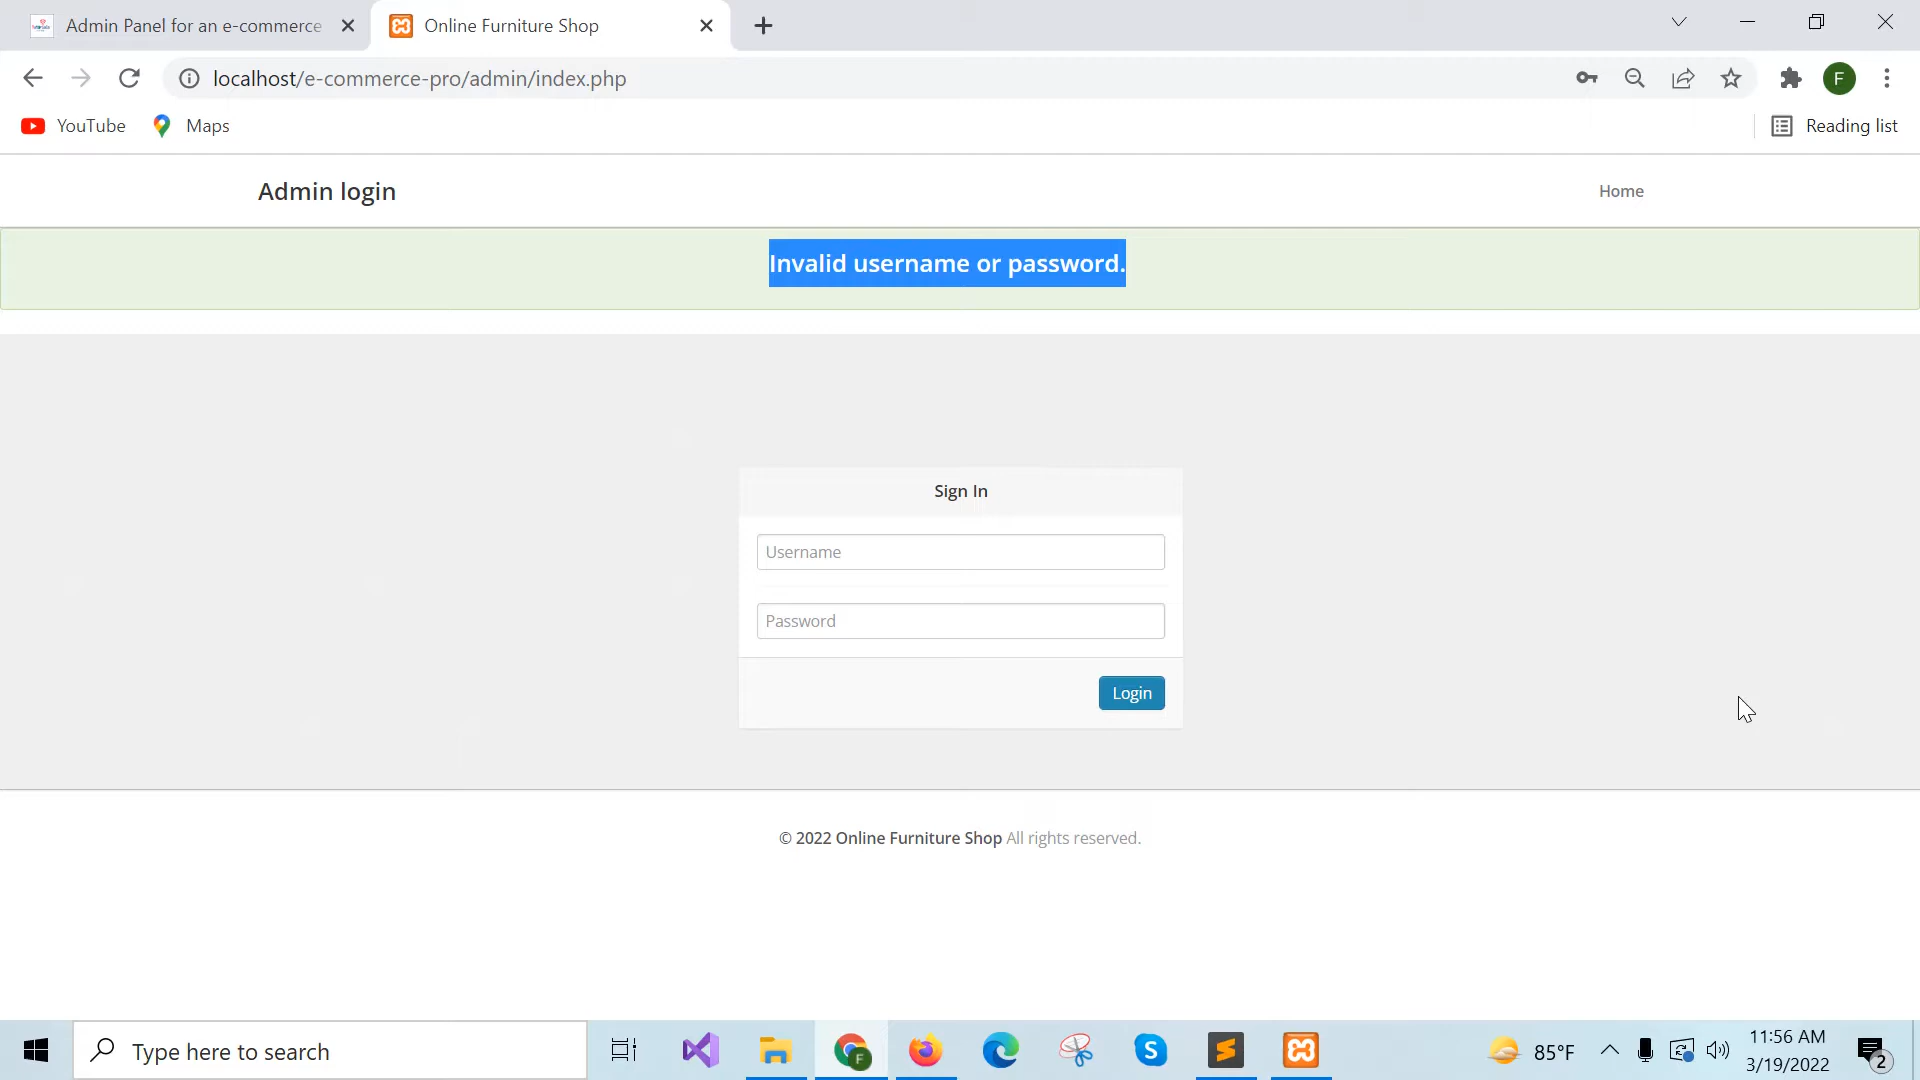 Admin Panel for an e-commerce
Online Furniture Shop
localhost/e-commerce-pro/admin/index.php
F
YouTube
Maps
Reading list
Admin login
Home
Invalid username or password.
Sign In
Username
Password
Login
© 2022 Online Furniture Shop All rights reserved.
Type here to search
F
S
85°F
11:56 AM
3/19/2022
2